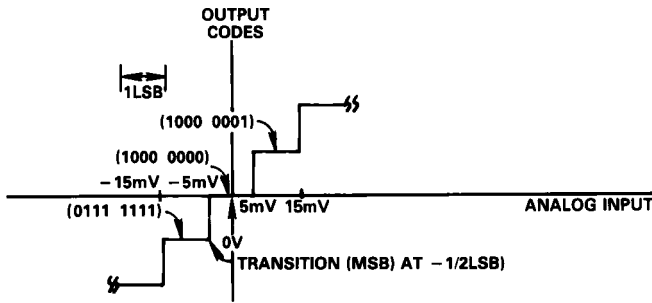 OUTPUT
CODES
1LSB
(1000 0001)
(1000 0000)
−15mV −5mV
5mV 15mV
ANALOG INPUT
(0111 1111)
0V
TRANSITION (MSB) AT −1/2LSB)